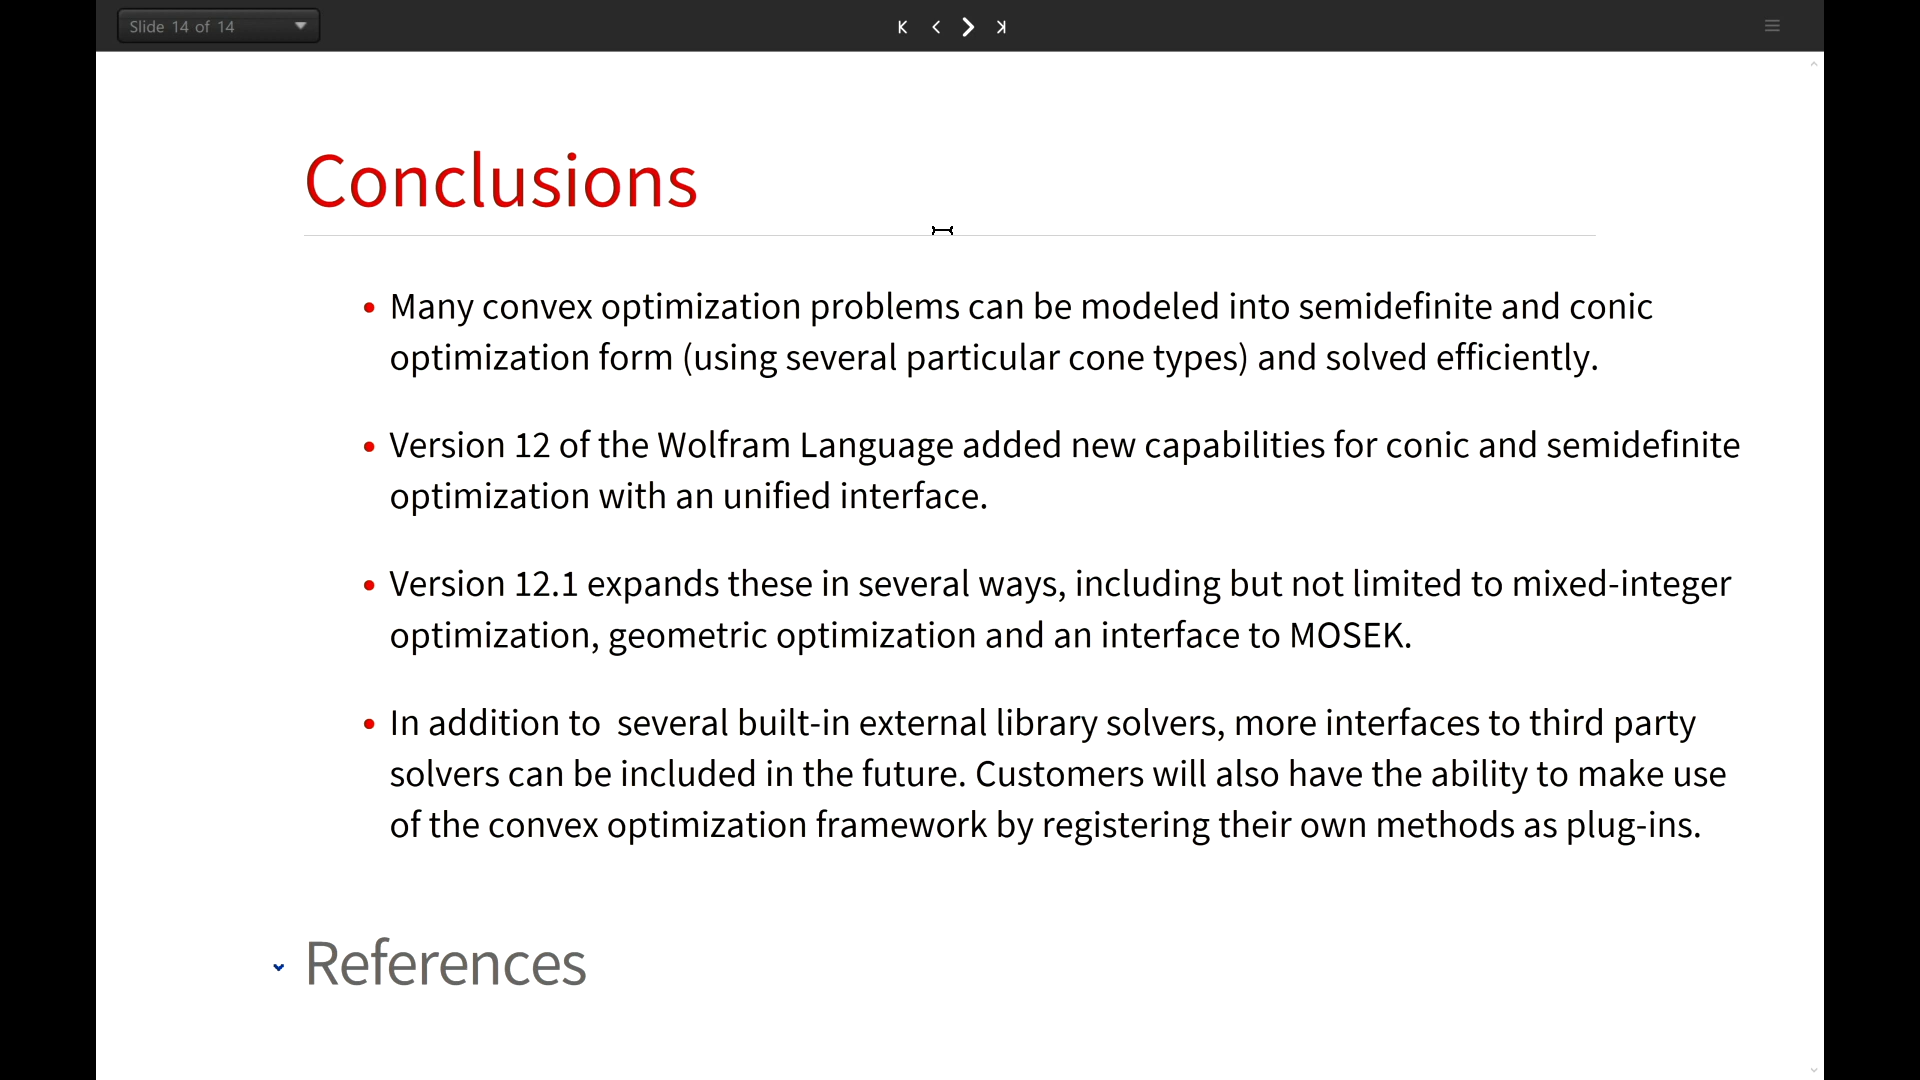 Slide 14 of 14
Conclusions
• Many convex optimization problems can be modeled into semidefinite and conic
optimization form (using several particular cone types) and solved efficiently.
• Version 12 of the Wolfram Language added new capabilities for conic and semidefinite
optimization with an unified interface.
• Version 12.1 expands these in several ways, including but not limited to mixed-integer
optimization, geometric optimization and an interface to MOSEK.
• In addition to  several built-in external library solvers, more interfaces to third party
solvers can be included in the future. Customers will also have the ability to make use
of the convex optimization framework by registering their own methods as plug-ins.
References